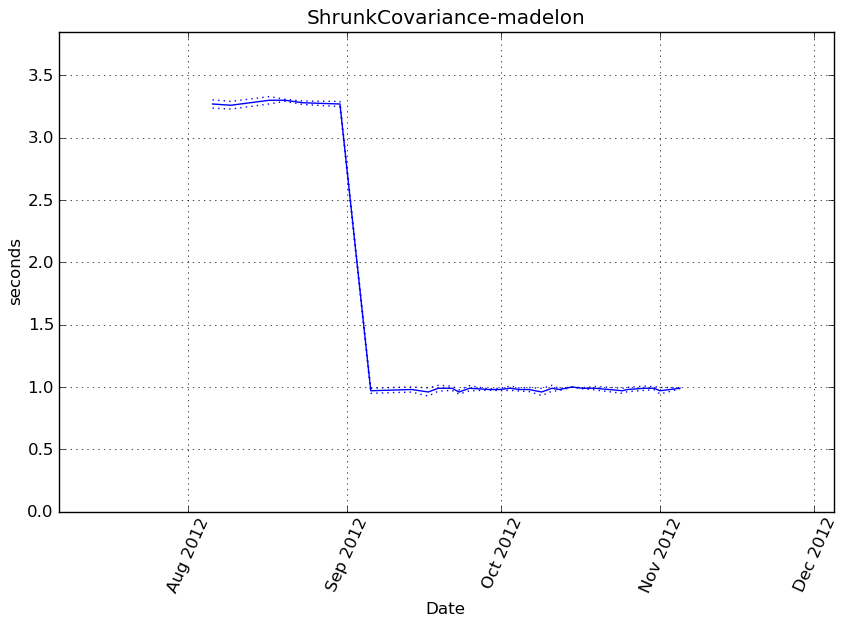 ShrunkCovariance-madelon
3.5
3.0
2.5
2.0
1.5
1.0
0.5
0.0
seconds
Aug 2012
Sep 2012
Oct 2012
Nov 2012
Dec 2012
Date